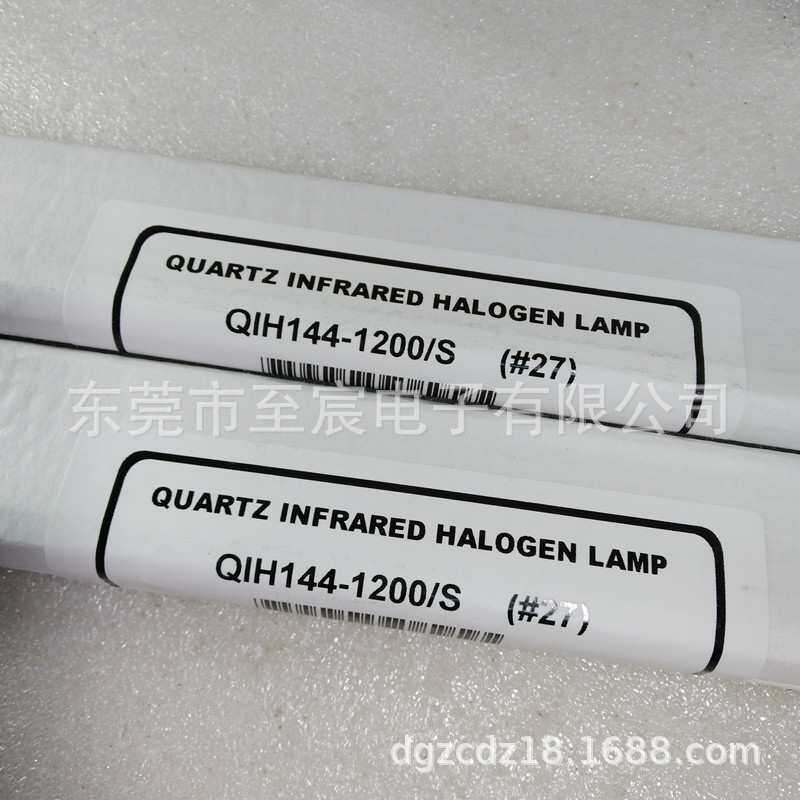 QUARTZ INFRARED HALOGEN LAMP
QIH144-1200/S (#27)
东莞市至宸电子有限公司
QUARTZ INFRARED HALOGEN LAMP
QIH144-1200/S (#27)
dgzcdz18.1688.com